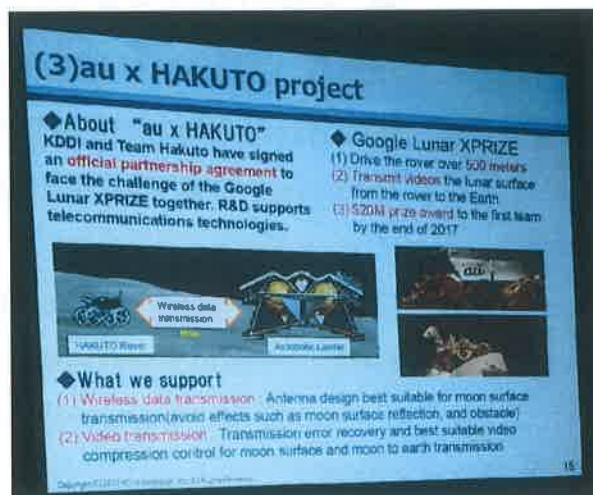 (3)au x HAKUTO project
◆About "au x HAKUTO"
KDDI and Team Hakuto have signed
an official partnership agreement to
face the challenge of the Google
Lunar XPRIZE together. R&D supports
telecommunications technologies.
◆ Google Lunar XPRIZE
(1) Drive the rover over 500 meters
(2) Transmit videos the lunar surface
from the rover to the Earth
(3) $20M prize award to the first team
by the end of 2017
Wireless data
transmission
HAKUTO Rover
Astrobotic Lander
au
◆What we support
(1) Wireless data transmission : Antenna design best suitable for moon surface
transmission(avoid effects such as moon surface reflection, and obstacle)
(2) Video transmission : Transmission error recovery and best suitable video
compression control for moon surface and moon to earth transmission
15